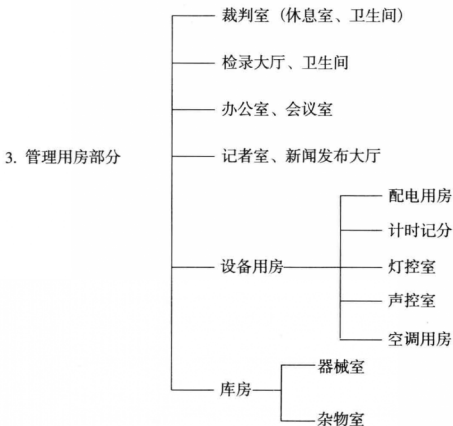 裁判室（休息室、卫生间）
检录大厅、卫生间
办公室、会议室
3. 管理用房部分
记者室、新闻发布大厅
配电用房
计时记分
设备用房
灯控室
声控室
空调用房
器械室
库房
杂物室